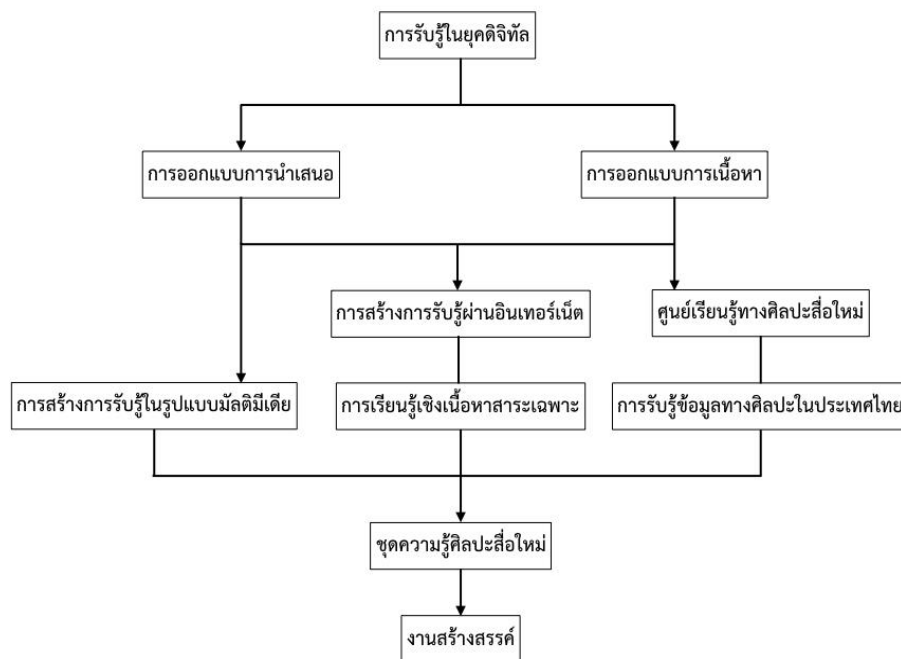 การรับรู้ในยุคดิจิทัล
การออกแบบการนำเสนอ
การออกแบบการเนื้อหา
การสร้างการรับรู้ผ่านอินเทอร์เน็ต
ศูนย์เรียนรู้ทางศิลปะสื่อใหม่
การสร้างการรับรู้ในรูปแบบมัลติมีเดีย
การเรียนรู้เชิงเนื้อหาสาระเฉพาะ
การรับรู้ข้อมูลทางศิลปะในประเทศไทย
ชุดความรู้ศิลปะสื่อใหม่
งานสร้างสรรค์